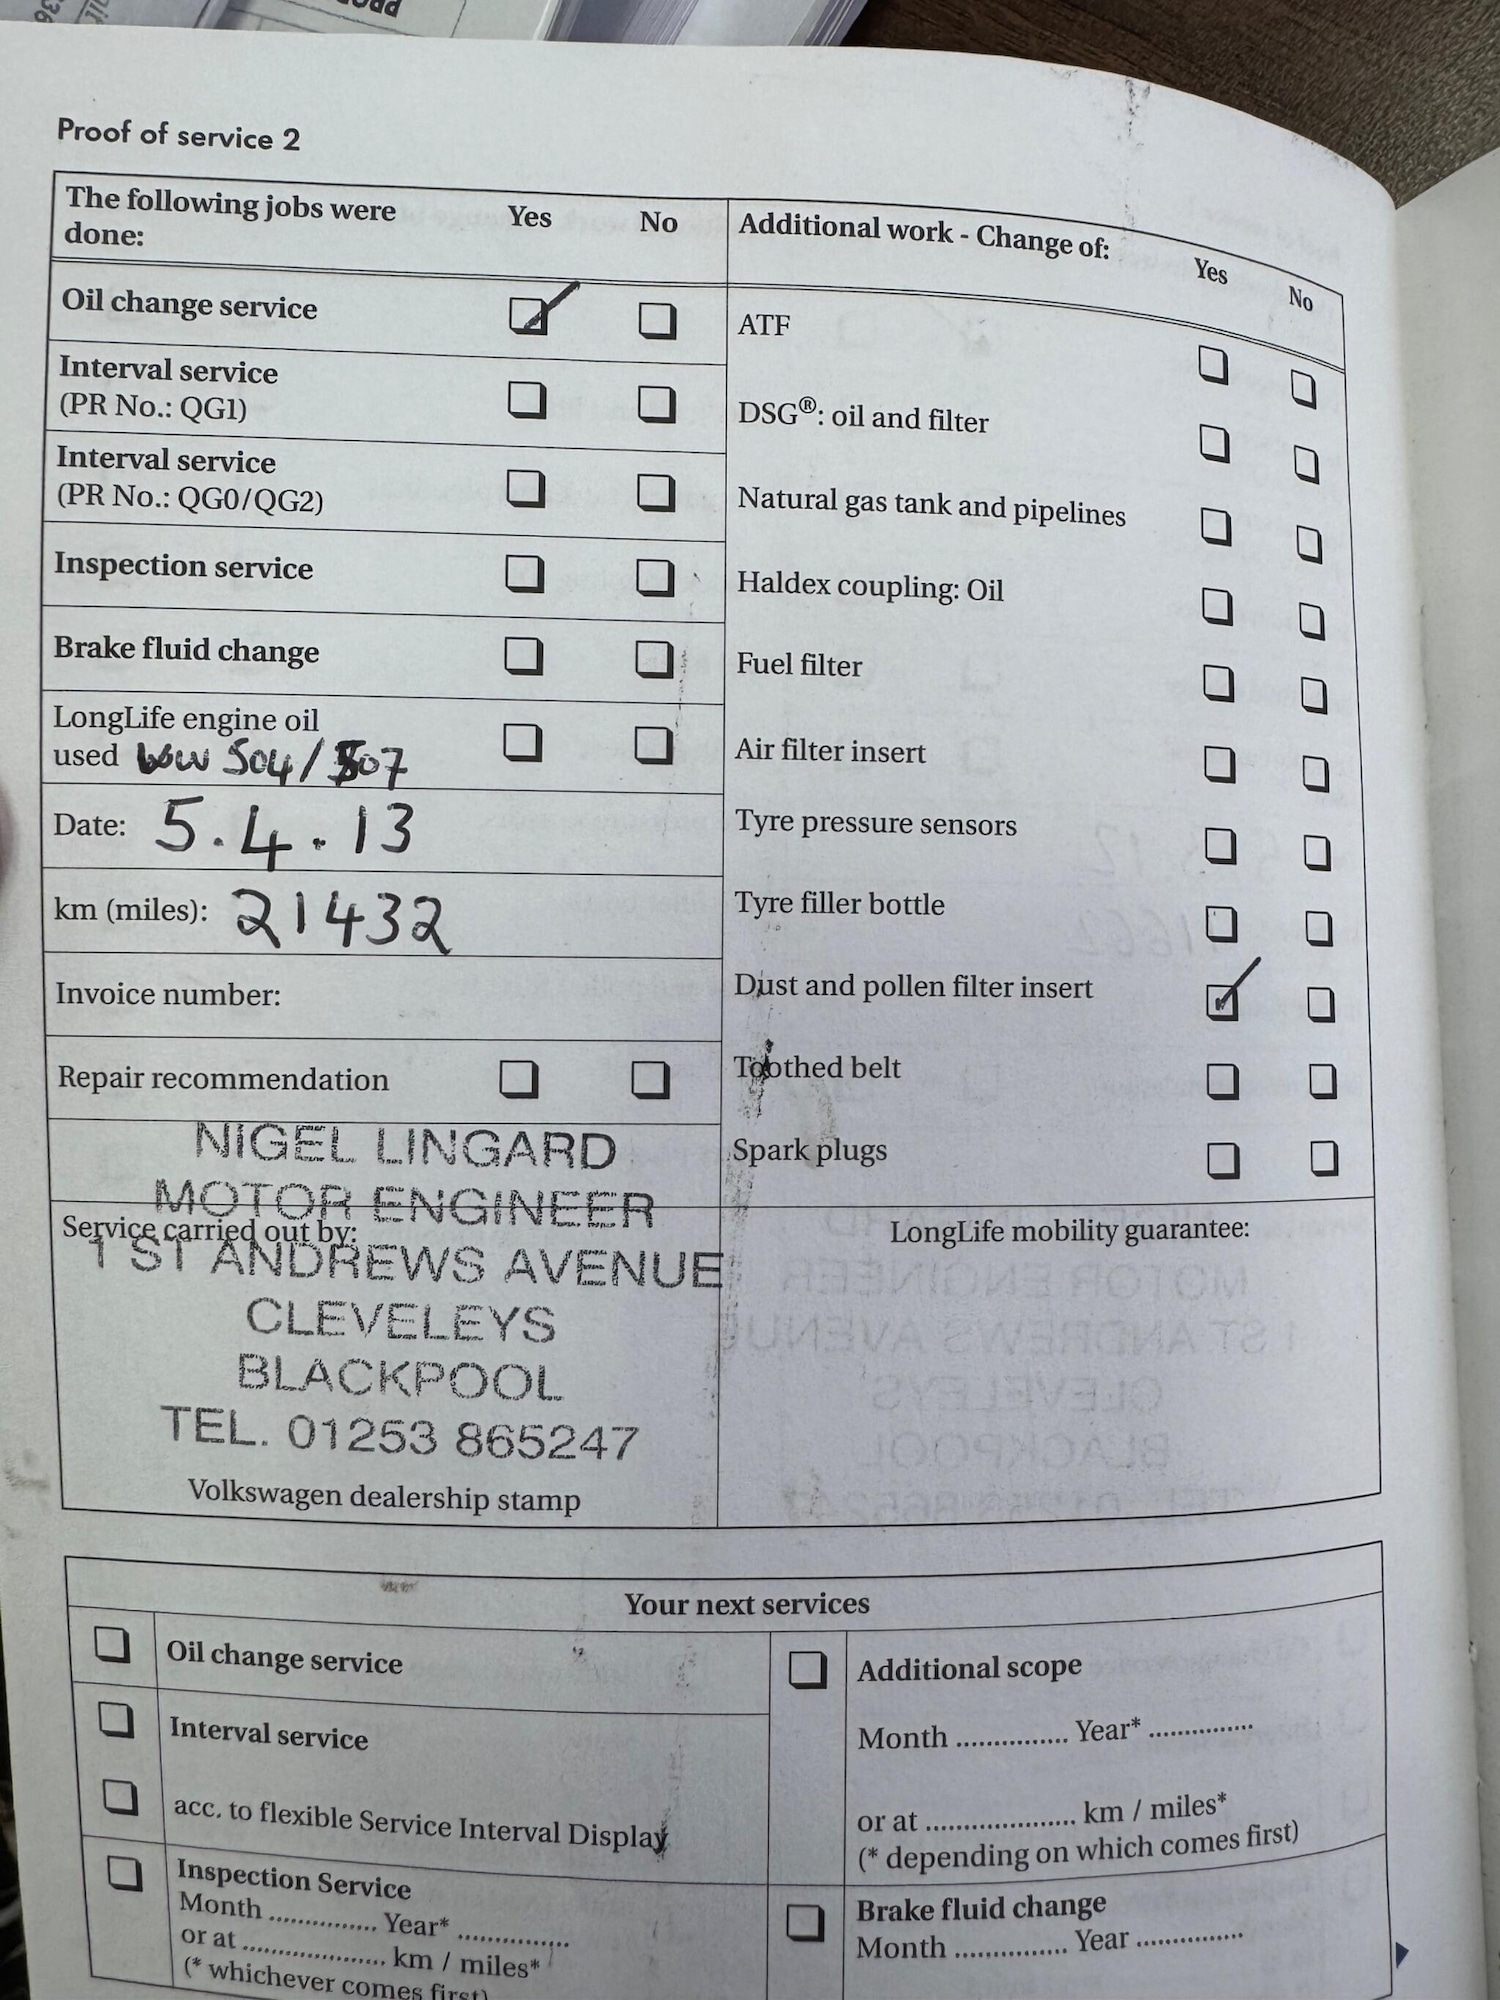 Proof of service 2
The following jobs were
done:
Yes
No
Oil change service
Interval service
(PR No.: QG1)
Interval service
(PR No.: QG0/QG2)
Inspection service
Brake fluid change
LongLife engine oil
used VW 504/507
Date: 5.4.13
km (miles): 21432
Invoice number:
Repair recommendation
Additional work - Change of:
Yes
No
ATF
DSG®: oil and filter
Natural gas tank and pipelines
Haldex coupling: Oil
Fuel filter
Air filter insert
Tyre pressure sensors
Tyre filler bottle
Dust and pollen filter insert
Toothed belt
Spark plugs
NIGEL LINGARD
MOTOR ENGINEER
Service carried out by:
1 ST ANDREWS AVENUE
CLEVELEYS
BLACKPOOL
TEL. 01253 865247
Volkswagen dealership stamp
LongLife mobility guarantee:
Your next services
Oil change service
Interval service
acc. to flexible Service Interval Display
Inspection Service
Month ............... Year* ...............
or at .................... km / miles*
(* whichever comes first)
Additional scope
Month ............... Year* ...............
or at .................... km / miles*
(* depending on which comes first)
Brake fluid change
Month ............... Year ...............